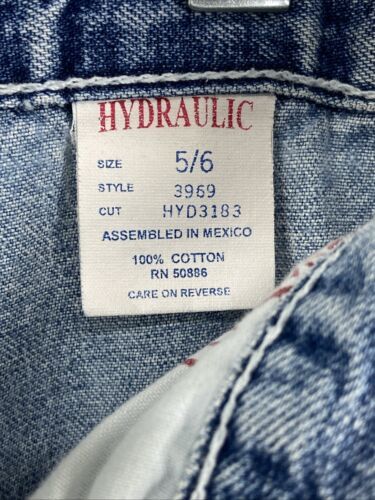 HYDRAULIC
SIZE 5/6
STYLE 3969
CUT HYD3183
ASSEMBLED IN MEXICO
100% COTTON
RN 50886
CARE ON REVERSE